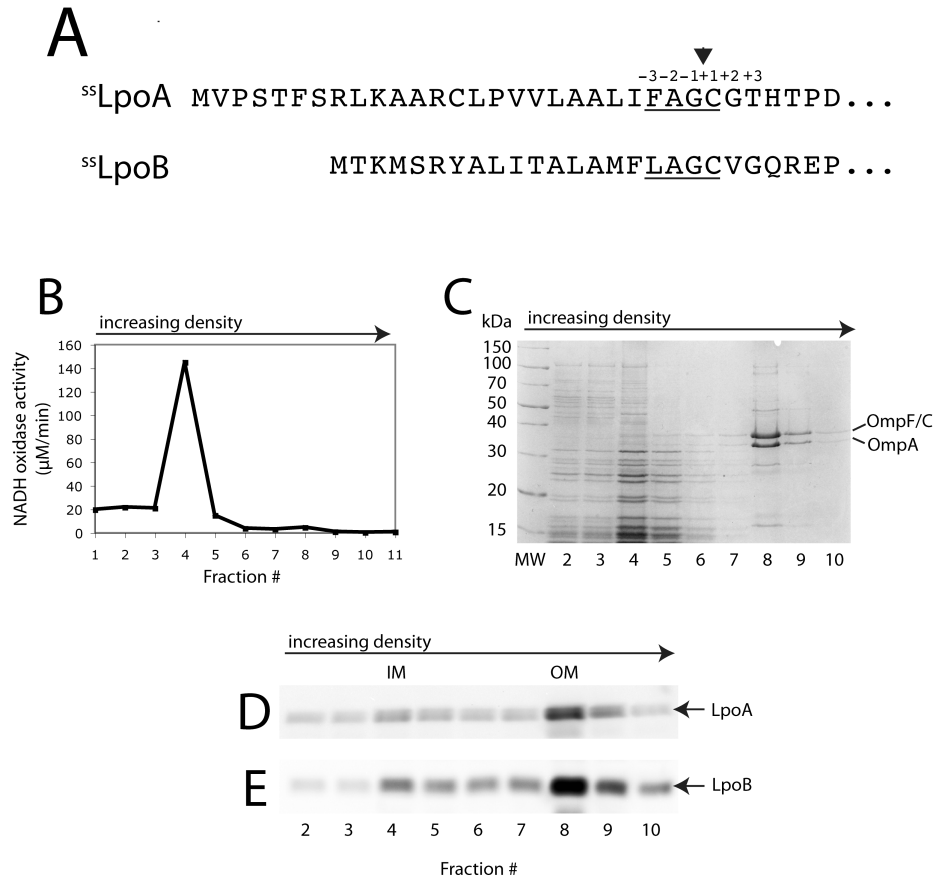 A
−3−2−1+1+2 +3
ssLpoA MVPSTFSRLKAARCLPVVLAALIFAGCGTHTPD...
ssLpoB MTKMSRYALITALAMFLAGCVGQREP...
B
increasing density
NADH oxidase activity
(µM/min)
160
140
120
100
80
60
40
20
0
1 2 3 4 5 6 7 8 9 10 11
Fraction #
C
kDa
increasing density
150
100
70
50
40
30
20
15
OmpF/C
OmpA
MW 2 3 4 5 6 7 8 9 10
increasing density
IM OM
D
LpoA
E
LpoB
2 3 4 5 6 7 8 9 10
Fraction #